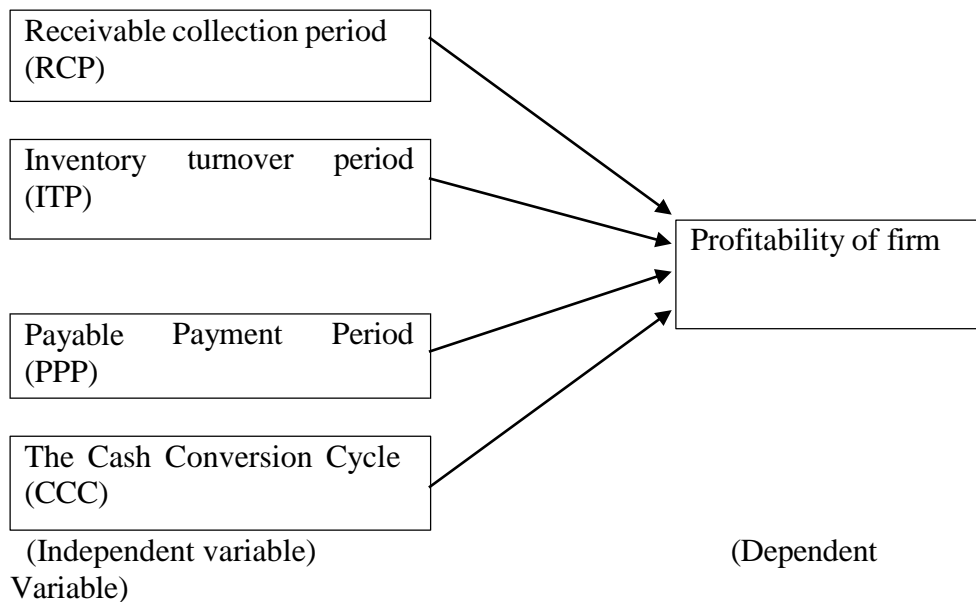 Receivable collection period
(RCP)
Inventory turnover period
(ITP)
Profitability of firm
Payable Payment Period
(PPP)
The Cash Conversion Cycle
(CCC)
(Independent variable) (Dependent
Variable)